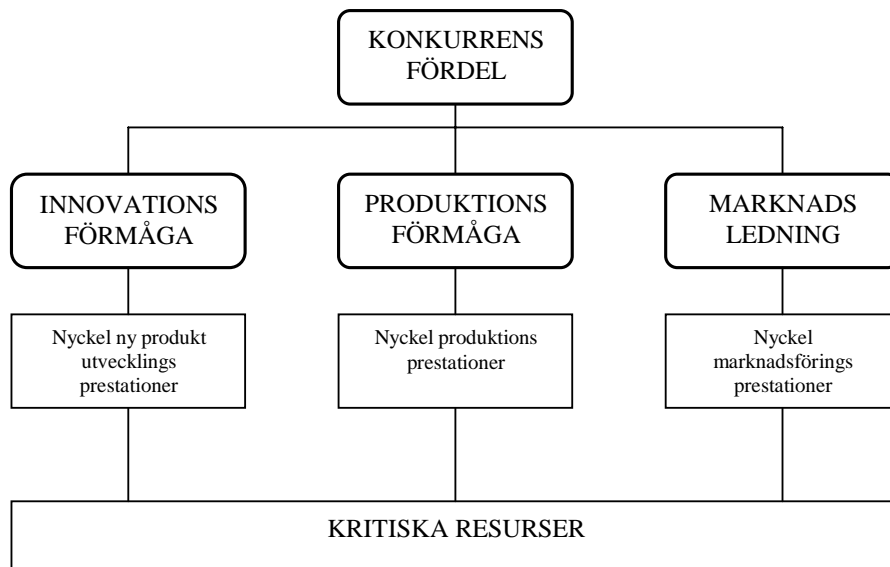 KONKURRENS
FÖRDEL
INNOVATIONS
FÖRMÅGA
PRODUKTIONS
FÖRMÅGA
MARKNADS
LEDNING
Nyckel ny produkt
utvecklings
prestationer
Nyckel produktions
prestationer
Nyckel
marknadsförings
prestationer
KRITISKA RESURSER